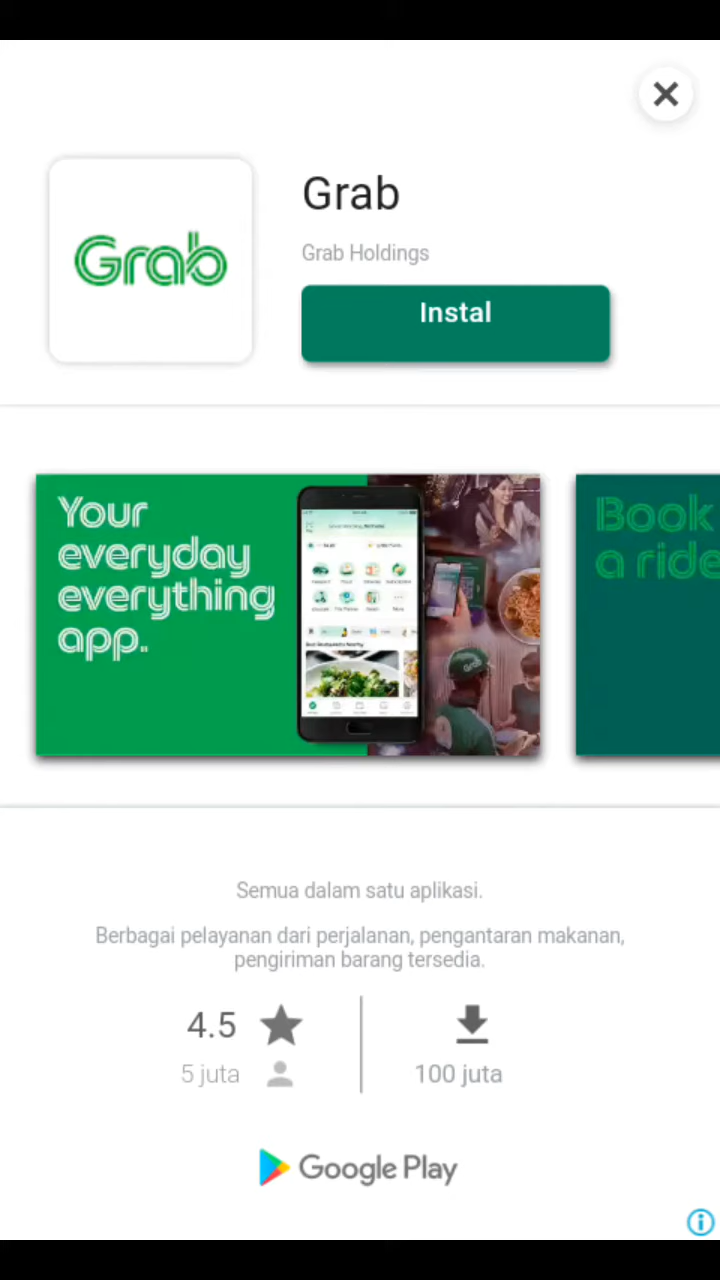 Grab
Grab
Grab Holdings
Instal
Your
everyday
everything
app.
Book
a ride
Grab
Semua dalam satu aplikasi.
Berbagai pelayanan dari perjalanan, pengantaran makanan,
pengiriman barang tersedia.
4.5
5 juta
100 juta
Google Play